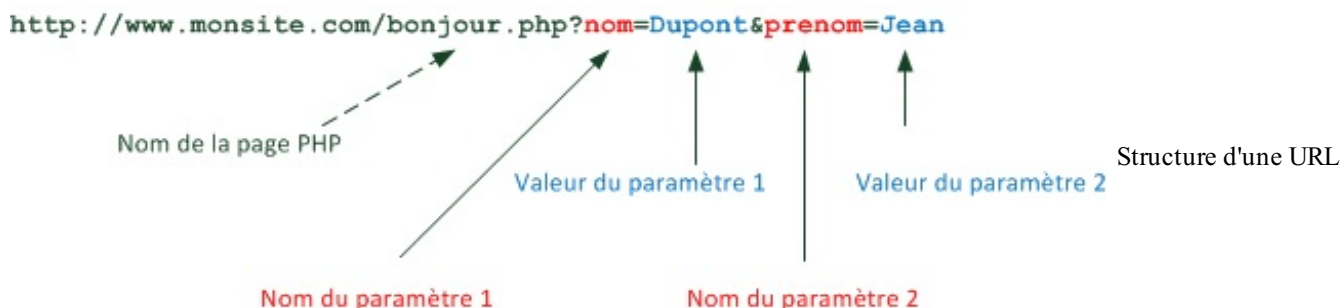 http://www.monsite.com/bonjour.php?nom=Dupont&prenom=Jean
Nom de la page PHP
Structure d'une URL
Valeur du paramètre 1
Valeur du paramètre 2
Nom du paramètre 1
Nom du paramètre 2